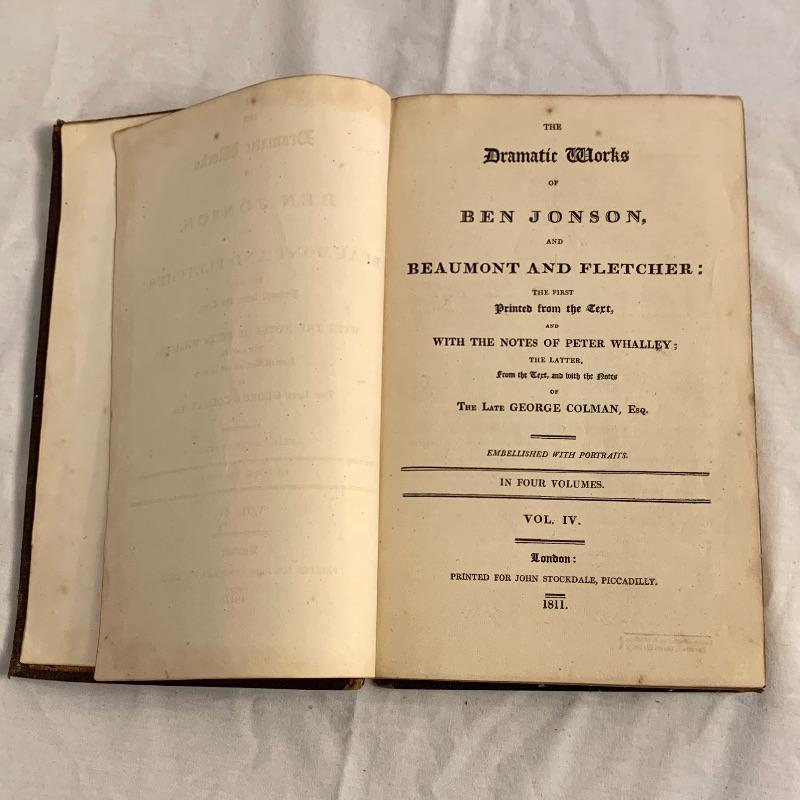 THE
Dramatic Works
OF
BEN JONSON,
AND
BEAUMONT AND FLETCHER:
THE FIRST
Printed from the Text,
AND
WITH THE NOTES OF PETER WHALLEY;
THE LATTER,
From the Text, and with the Notes
OF
THE LATE GEORGE COLMAN, ESQ.
EMBELLISHED WITH PORTRAITS.
IN FOUR VOLUMES.
VOL. IV.
London:
PRINTED FOR JOHN STOCKDALE, PICCADILLY.
1811.